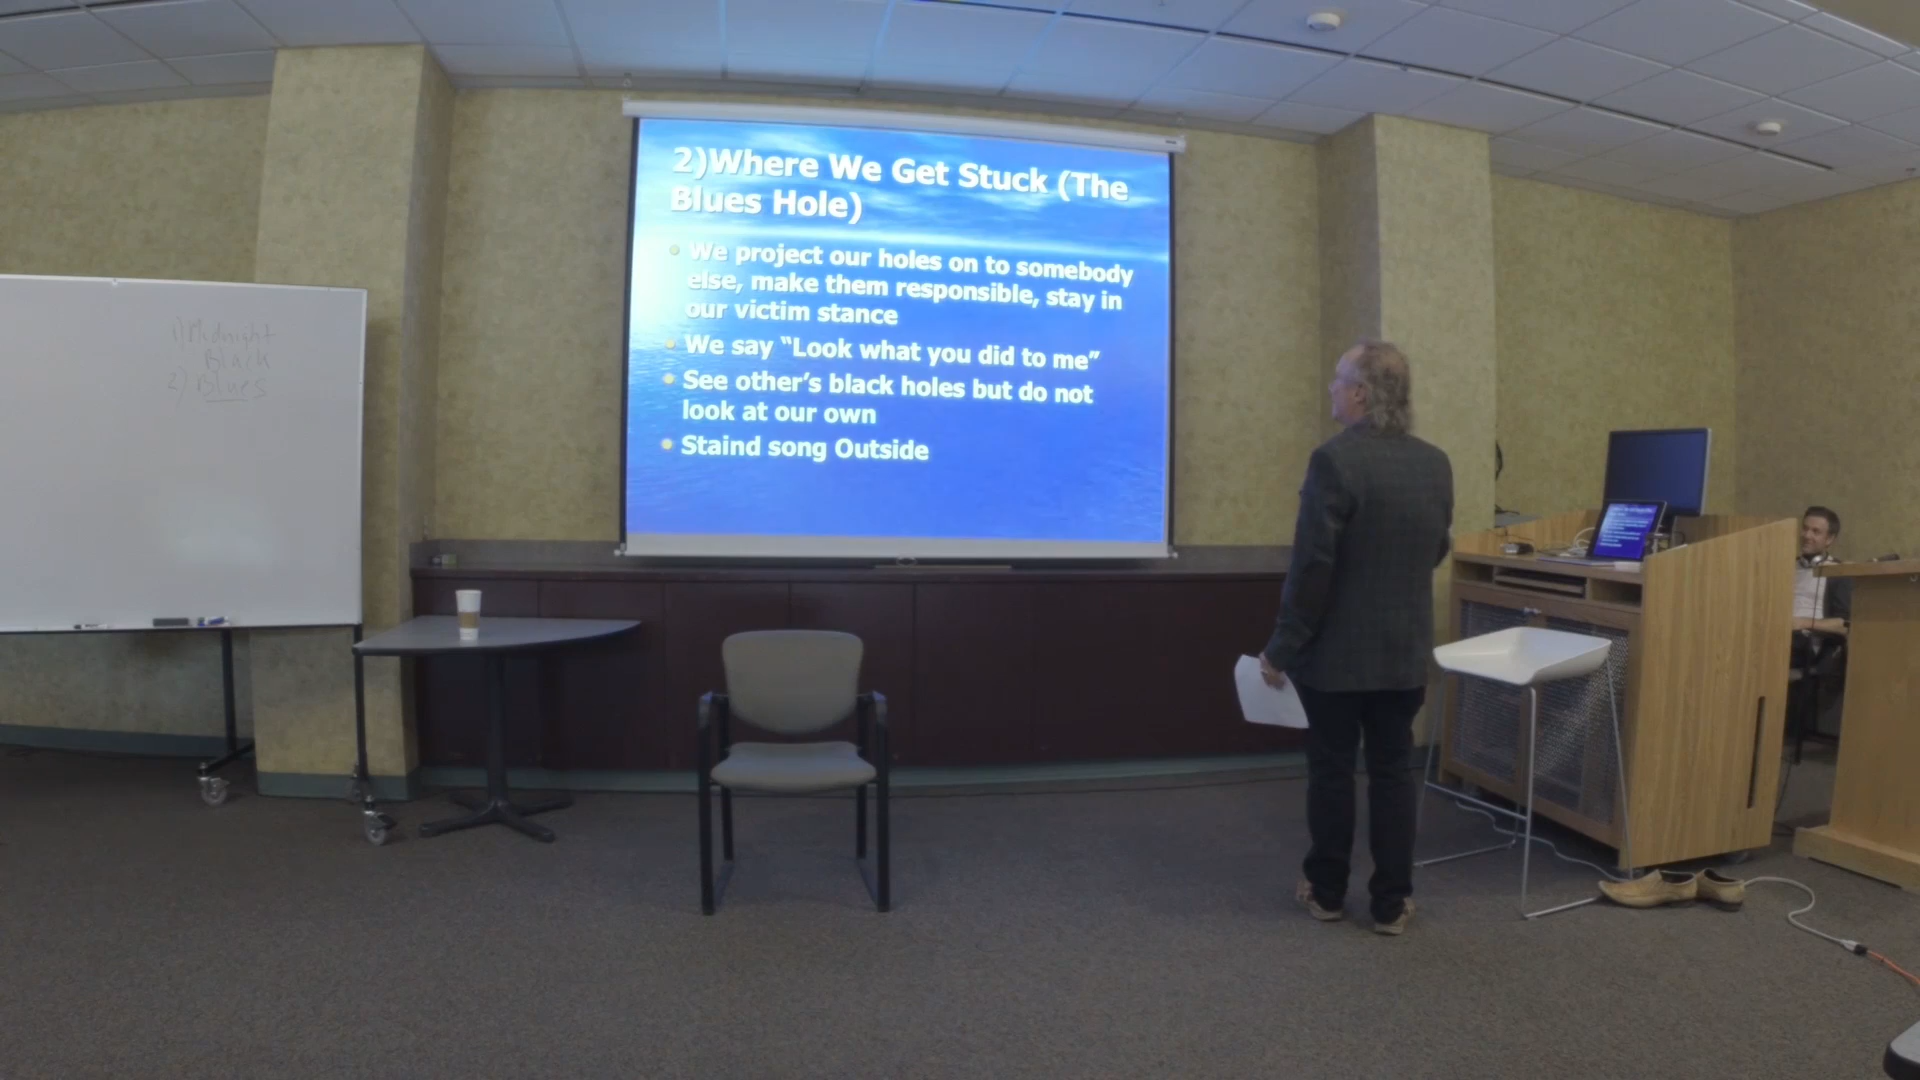 1) Midnight
Black
2) Blues
2)Where We Get Stuck (The
Blues Hole)
• We project our holes on to somebody
else, make them responsible, stay in
our victim stance
• We say “Look what you did to me”
• See other’s black holes but do not
look at our own
• Staind song Outside